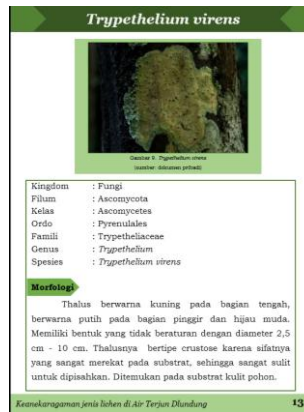 Trypethelium virens
Gambar 9. Trypethelium virens
(sumber: dokumen pribadi)
Kingdom : Fungi
Filum : Ascomycota
Kelas : Ascomycetes
Ordo : Pyrenulales
Famili : Trypetheliaceae
Genus : Trypethelium
Spesies : Trypethelium virens
Morfologi
Thalus berwarna kuning pada bagian tengah,
berwarna putih pada bagian pinggir dan hijau muda.
Memiliki bentuk yang tidak beraturan dengan diameter 2,5
cm - 10 cm. Thalusnya bertipe crustose karena sifatnya
yang sangat merekat pada substrat, sehingga sangat sulit
untuk dipisahkan. Ditemukan pada substrat kulit pohon.
Keanekaragaman jenis lichen di Air Terjun Dlundung 13